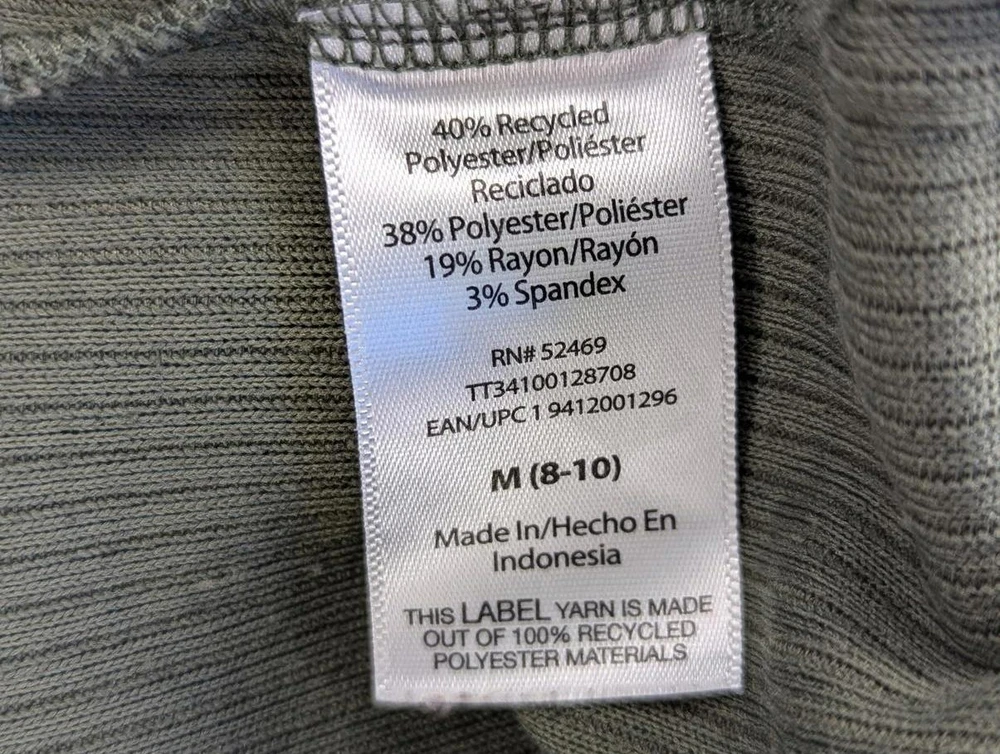 40% Recycled
Polyester/Poliéster
Reciclado
38% Polyester/Poliéster
19% Rayon/Rayón
3% Spandex
RN# 52469
TT34100128708
EAN/UPC 1 9412001296
M (8-10)
Made In/Hecho En
Indonesia
THIS LABEL YARN IS MADE
OUT OF 100% RECYCLED
POLYESTER MATERIALS